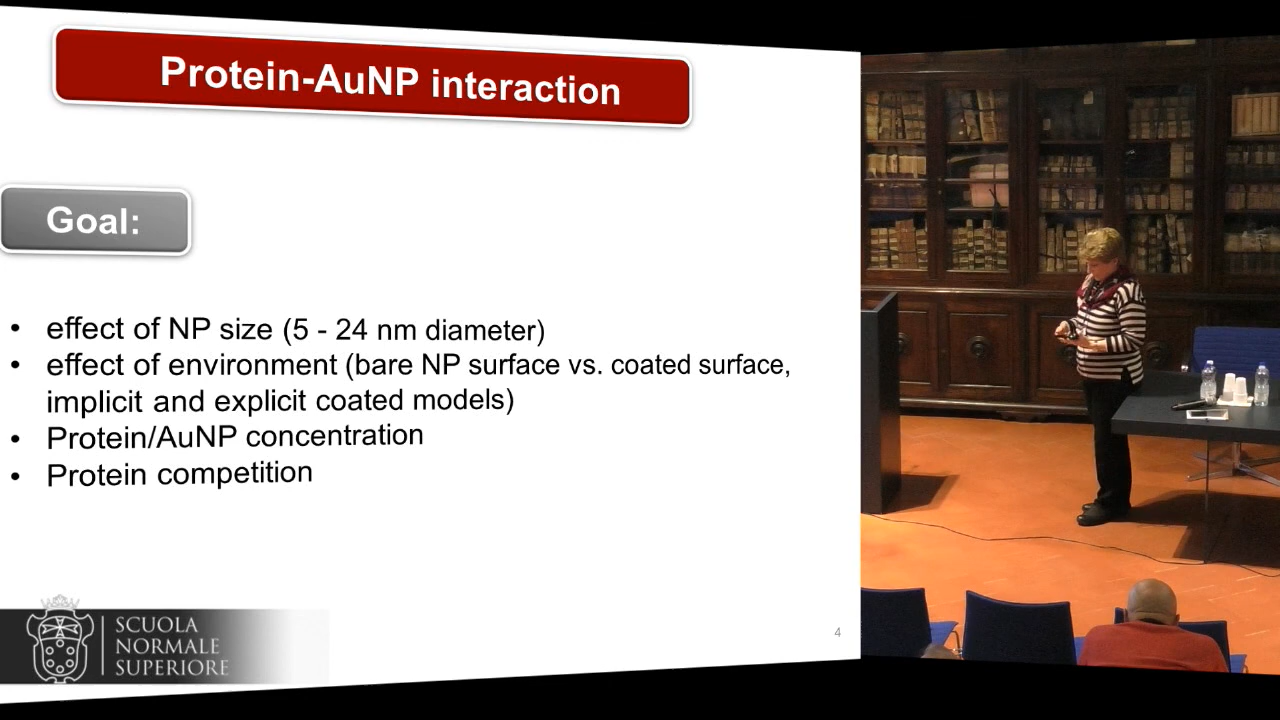 Protein-AuNP interaction
Goal:
• effect of NP size (5 - 24 nm diameter)
• effect of environment (bare NP surface vs. coated surface,
implicit and explicit coated models)
• Protein/AuNP concentration
• Protein competition
SCUOLA
NORMALE
SUPERIORE
4